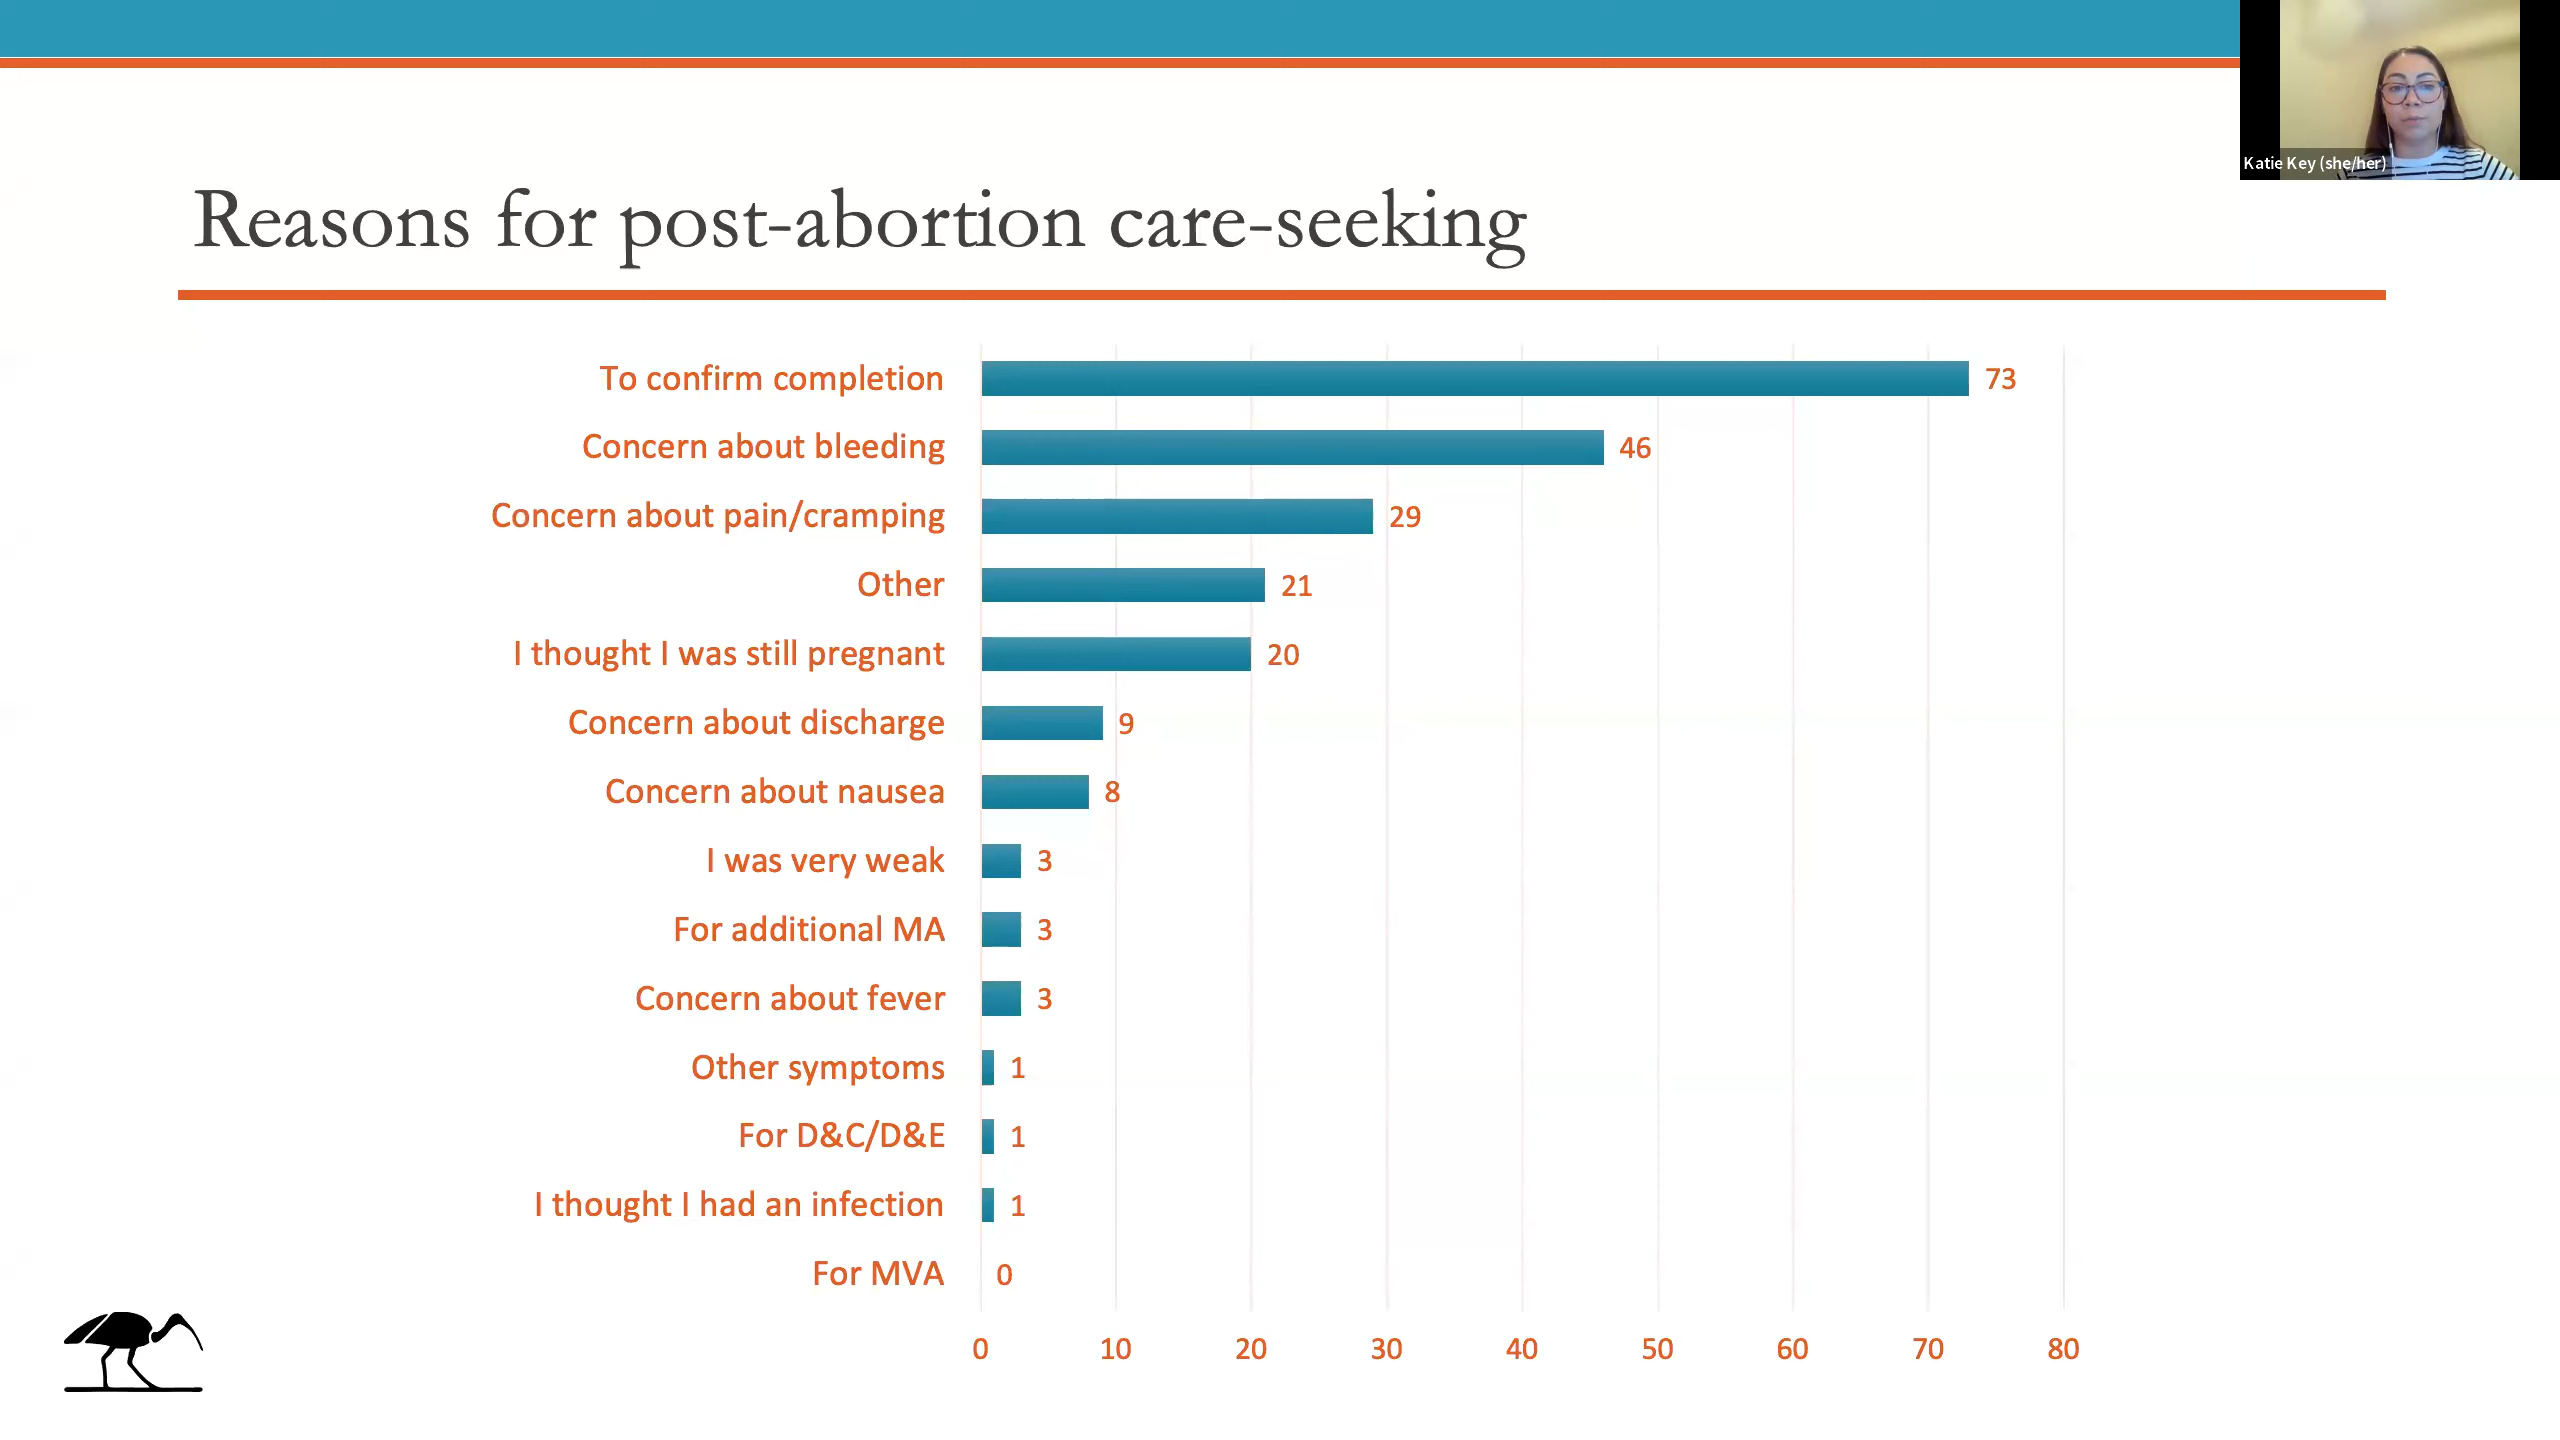 Katie Key (she/her)
Reasons for post-abortion care-seeking
To confirm completion 73
Concern about bleeding 46
Concern about pain/cramping 29
Other 21
I thought I was still pregnant 20
Concern about discharge 9
Concern about nausea 8
I was very weak 3
For additional MA 3
Concern about fever 3
Other symptoms 1
For D&C/D&E 1
I thought I had an infection 1
For MVA 0
0 10 20 30 40 50 60 70 80